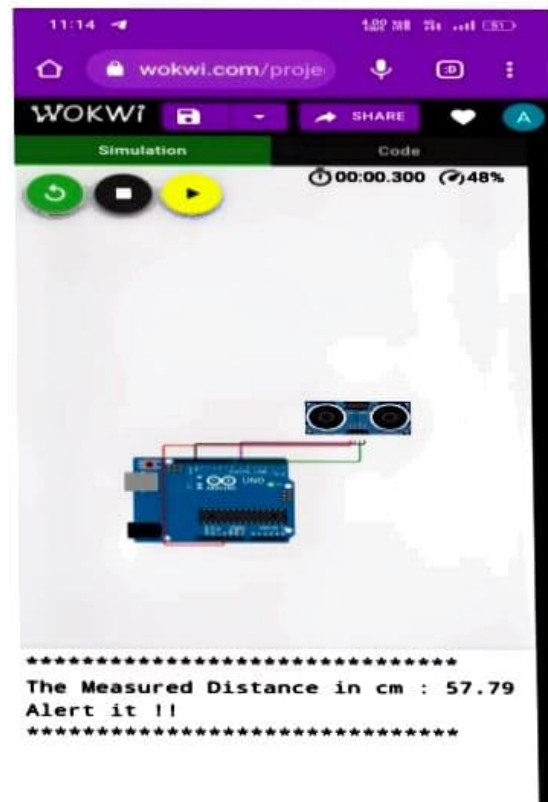 11:14
51
wokwi.com/proje
:D
WOKWI
SHARE
A
Simulation
Code
00:00.300
48%
UNO
********************************
The Measured Distance in cm : 57.79
Alert it !!
********************************